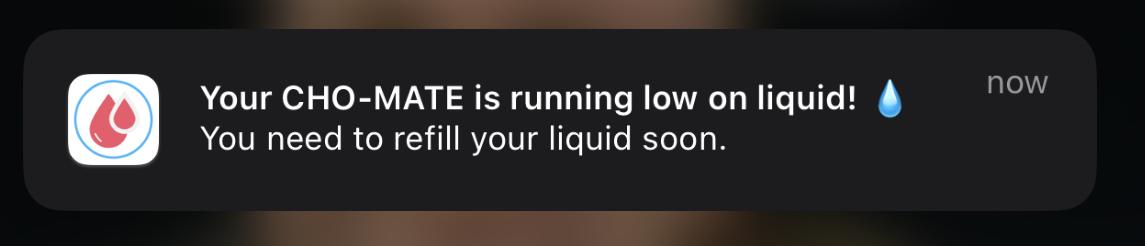 Your CHO-MATE is running low on liquid! 💧
now
You need to refill your liquid soon.